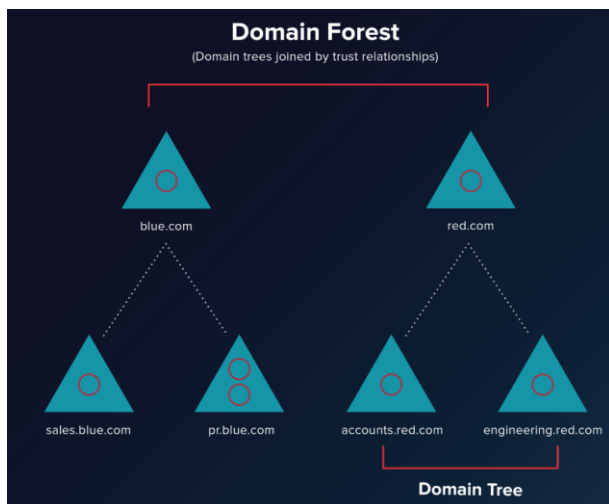 Domain Forest
(Domain trees joined by trust relationships)
blue.com
red.com
sales.blue.com
pr.blue.com
accounts.red.com
engineering.red.com
Domain Tree